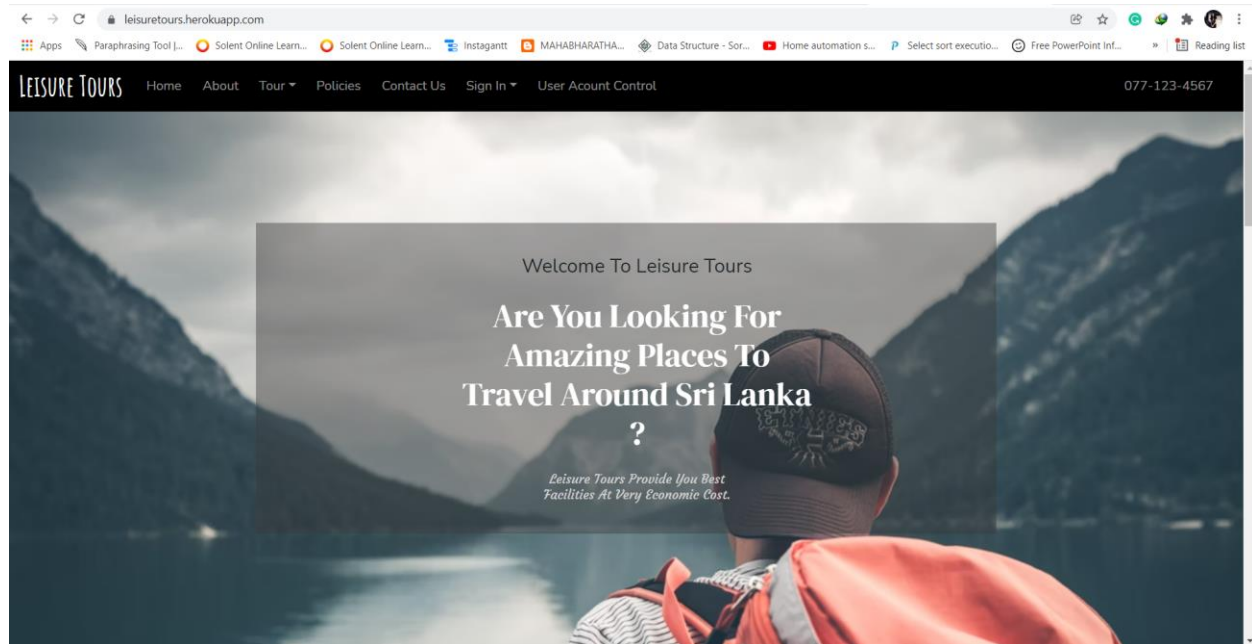 leisuretours.herokuapp.com
Apps Paraphrasing Tool |... Solent Online Learn... Solent Online Learn... Instagantt MAHABHARATHA... Data Structure - Sor... Home automation s... Select sort executio... Free PowerPoint Inf... » Reading list
LEISURE TOURS Home About Tour Policies Contact Us Sign In User Acount Control 077-123-4567
Welcome To Leisure Tours
Are You Looking For
Amazing Places To
Travel Around Sri Lanka
?
Leisure Tours Provide You Best
Facilities At Very Economic Cost.